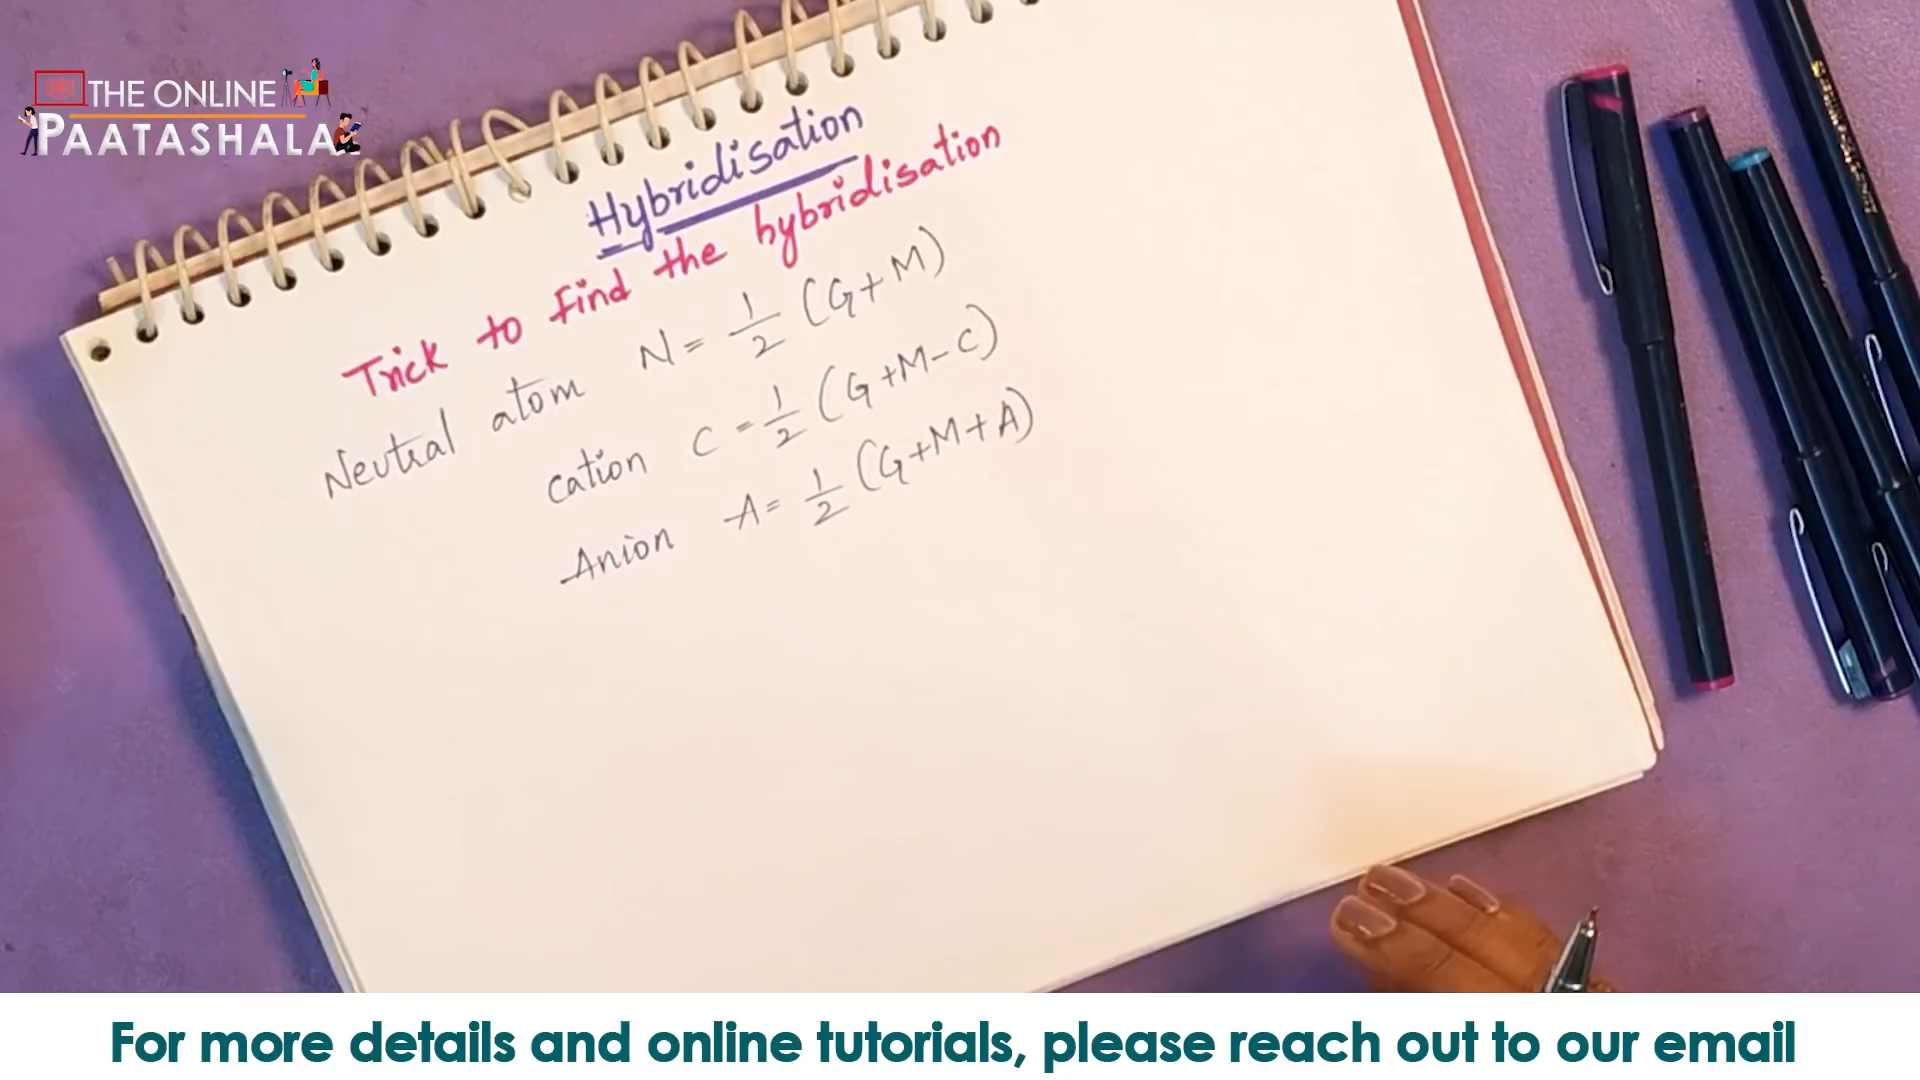 THE ONLINE
PAATASHALA
Hybridisation
Trick to find the hybridisation
Neutral atom N = 1/2 (G+M)
cation C = 1/2 (G+M-C)
Anion A = 1/2 (G+M+A)
For more details and online tutorials, please reach out to our email